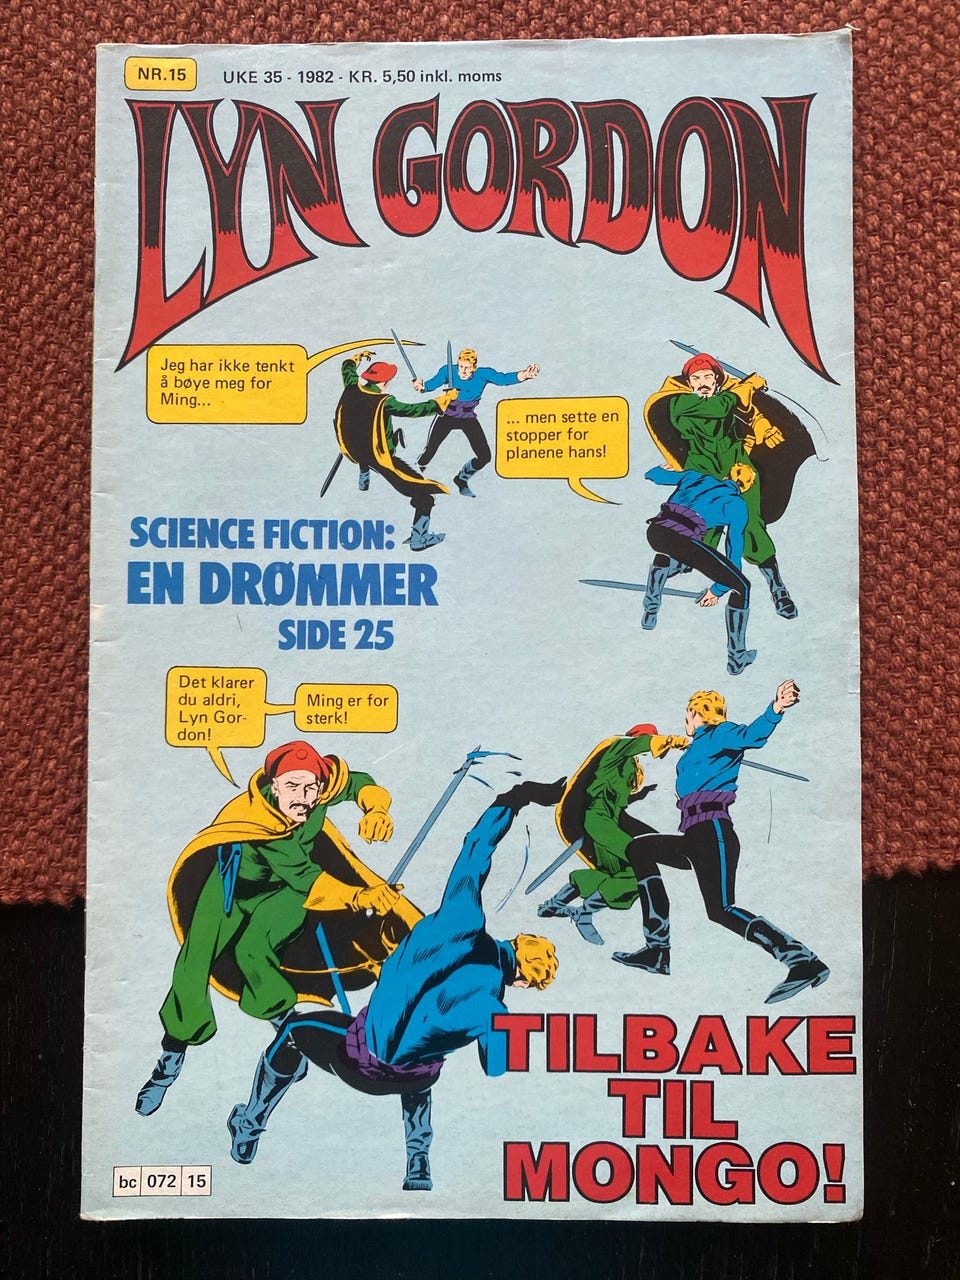 NR.15
UKE 35 - 1982 - KR. 5,50 inkl. moms
LYN GORDON
Jeg har ikke tenkt
å bøye meg for
Ming...
... men sette en
stopper for
planene hans!
SCIENCE FICTION:
EN DRØMMER
SIDE 25
Det klarer
du aldri,
Lyn Gor-
don!
Ming er for
sterk!
TILBAKE
TIL
MONGO!
bc 072 15